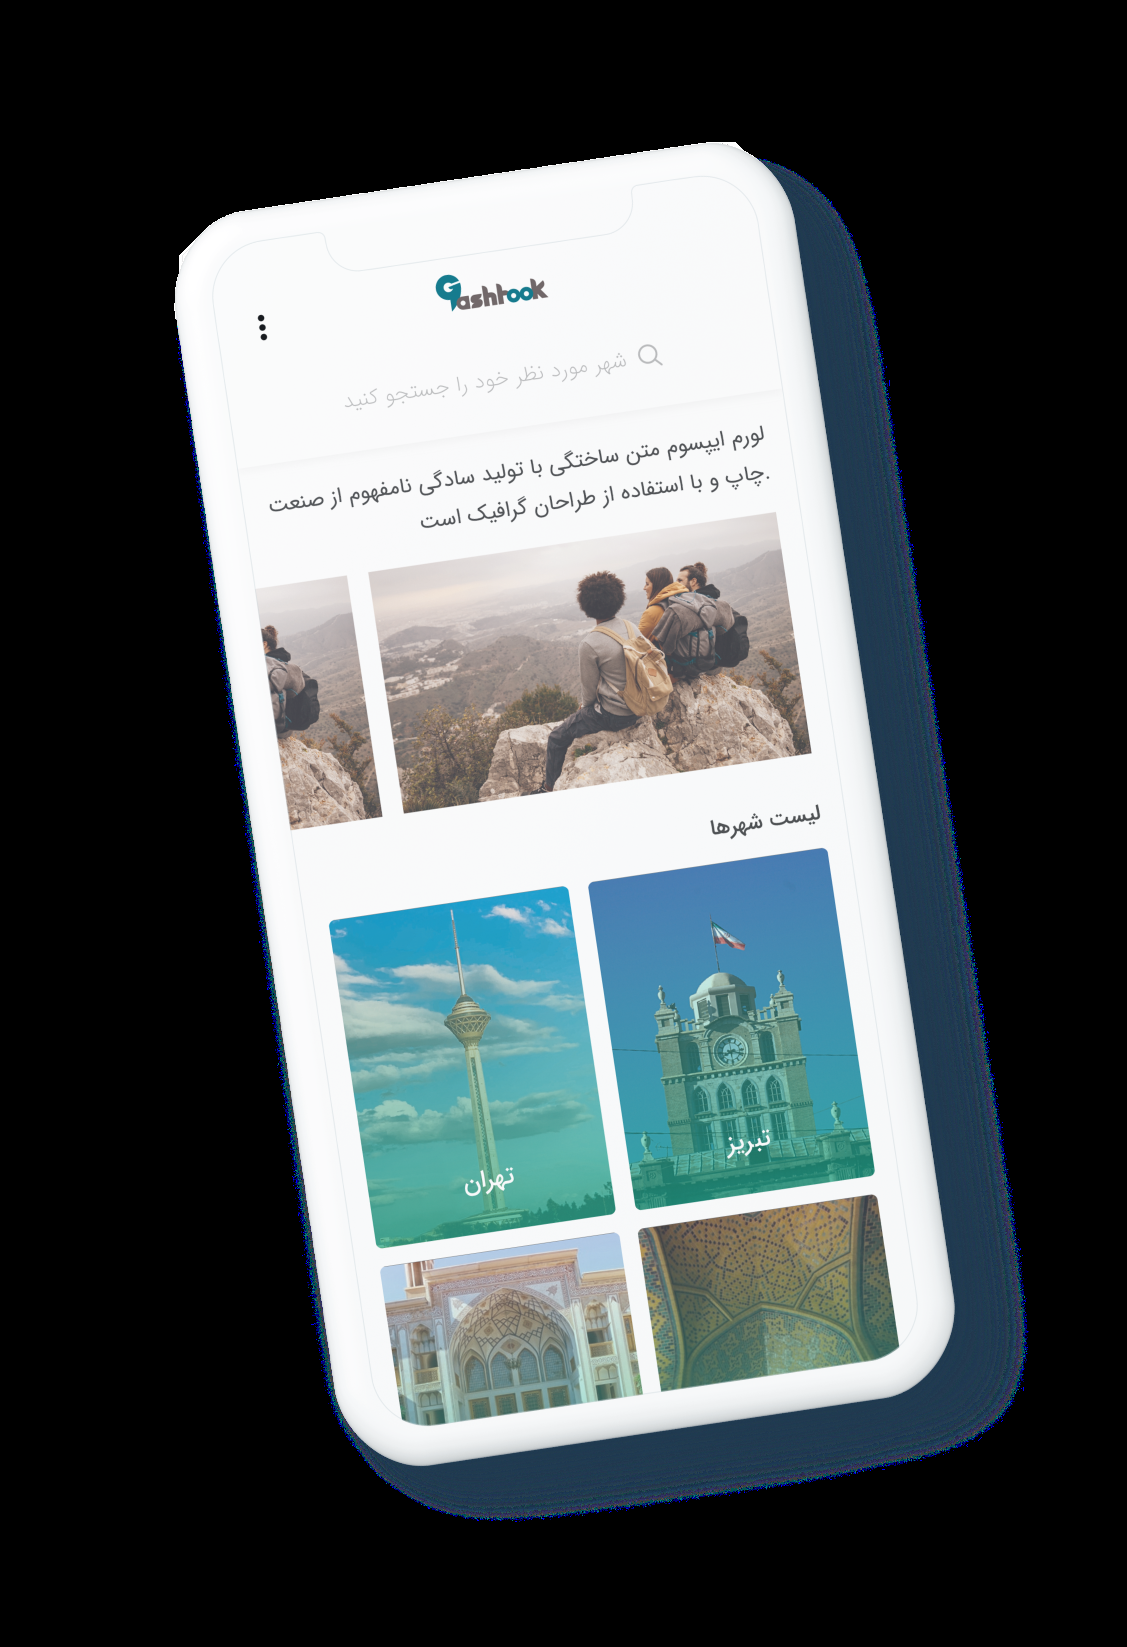 Gashtook
شهر مورد نظر خود را جستجو کنید
لورم ایپسوم متن ساختگی با تولید سادگی نامفهوم از صنعت
.چاپ و با استفاده از طراحان گرافیک است
لیست شهرها
تبریز
تهران